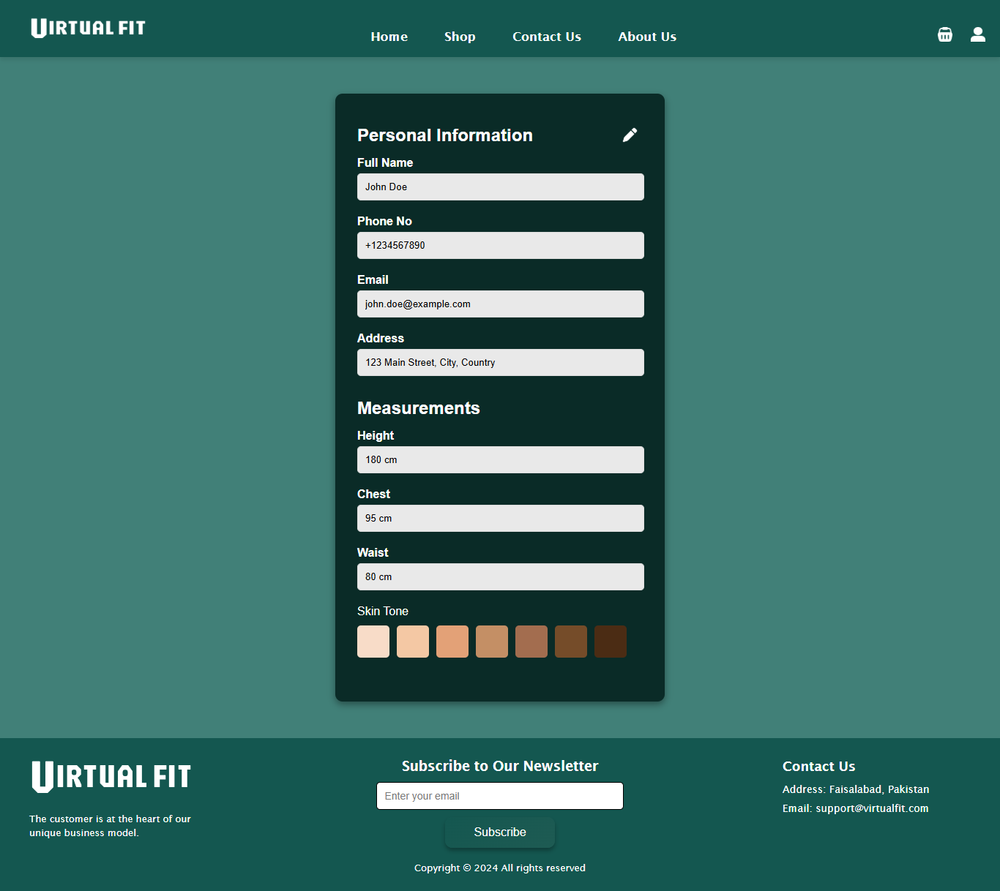 VIRTUAL FIT
Home Shop Contact Us About Us
Personal Information
Full Name
John Doe
Phone No
+1234567890
Email
john.doe@example.com
Address
123 Main Street, City, Country
Measurements
Height
180 cm
Chest
95 cm
Waist
80 cm
Skin Tone
VIRTUAL FIT
The customer is at the heart of our
unique business model.
Subscribe to Our Newsletter
Enter your email
Subscribe
Contact Us
Address: Faisalabad, Pakistan
Email: support@virtualfit.com
Copyright © 2024 All rights reserved